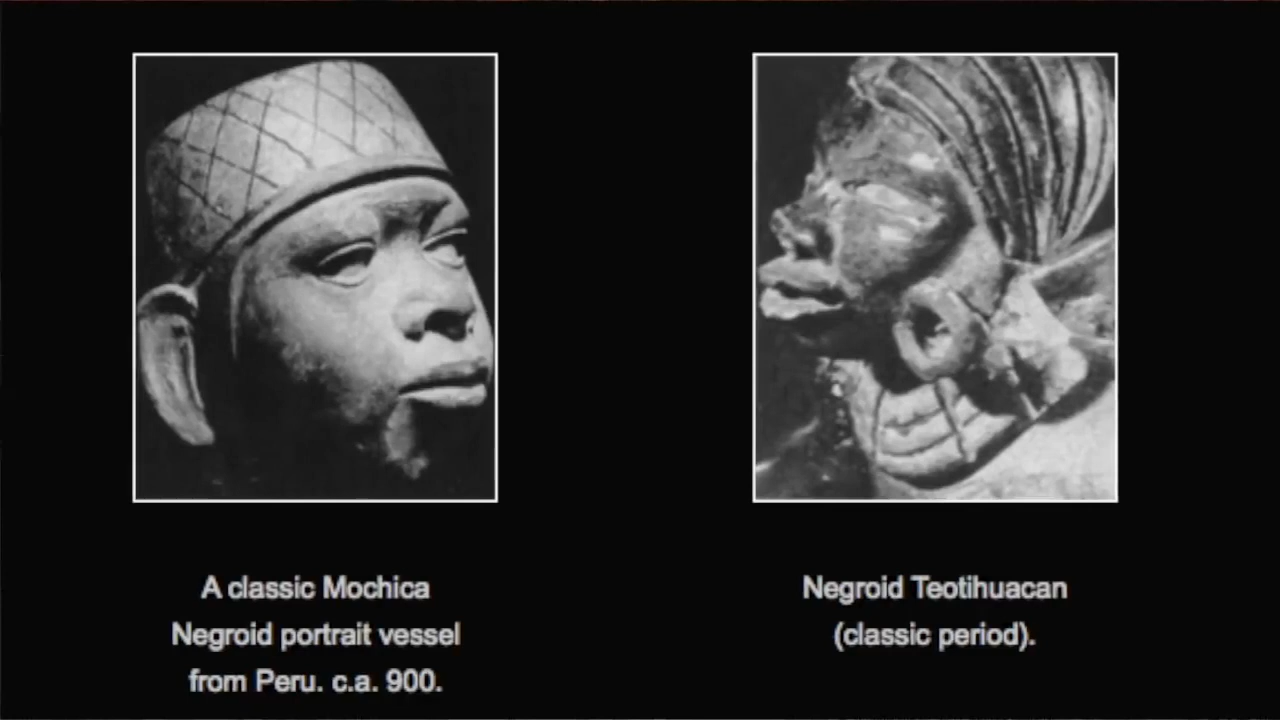 A classic Mochica
Negroid portrait vessel
from Peru. c.a. 900.
Negroid Teotihuacan
(classic period).